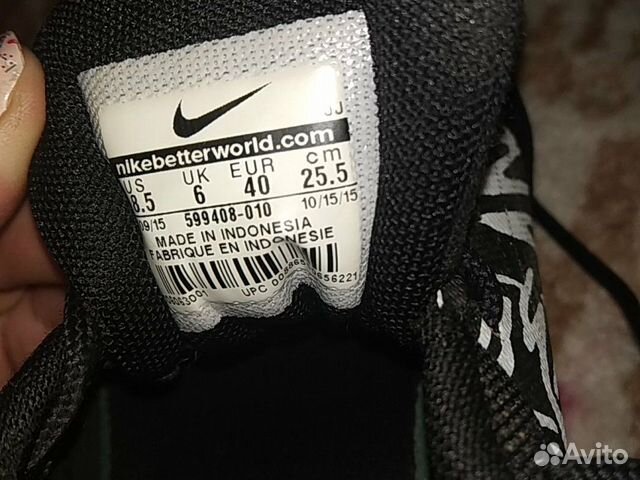 JJ
nikebetterworld.com
US UK EUR cm
8.5 6 40 25.5
09/15 599408-010 10/15/15
MADE IN INDONESIA
FABRIQUE EN INDONESIE
UPC
Avito